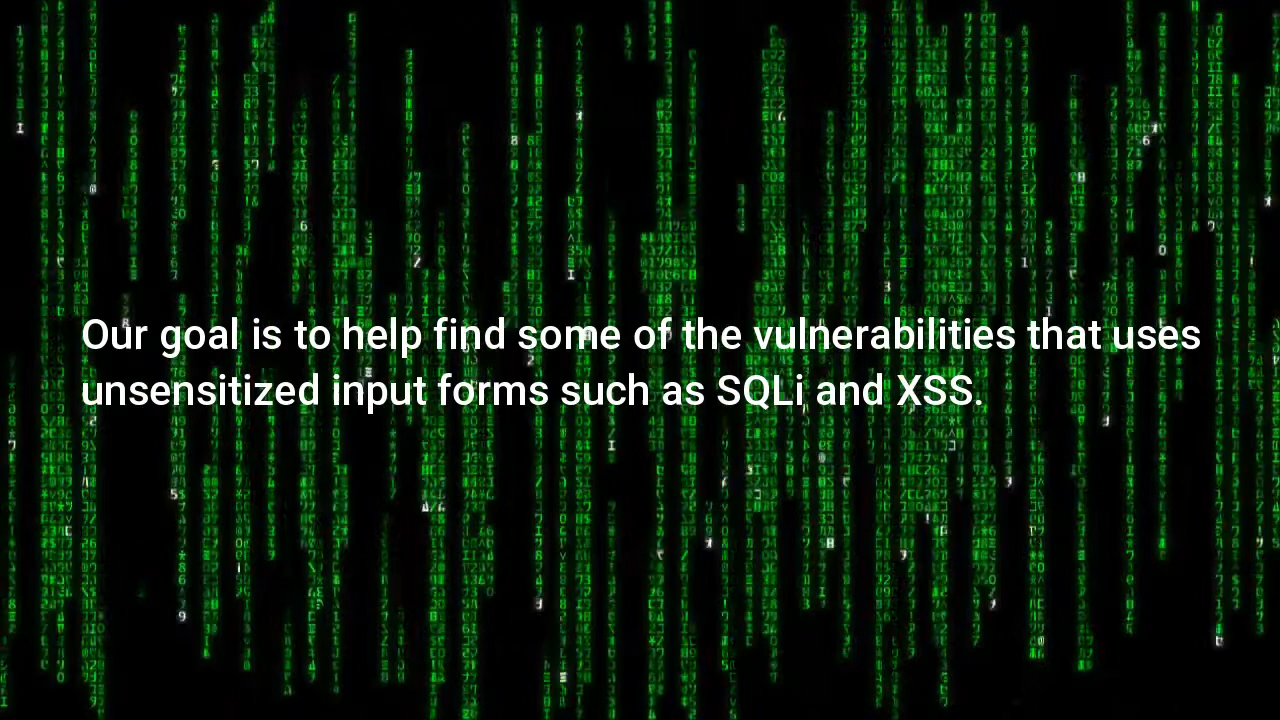 Our goal is to help find some of the vulnerabilities that uses
unsensitized input forms such as SQLi and XSS.